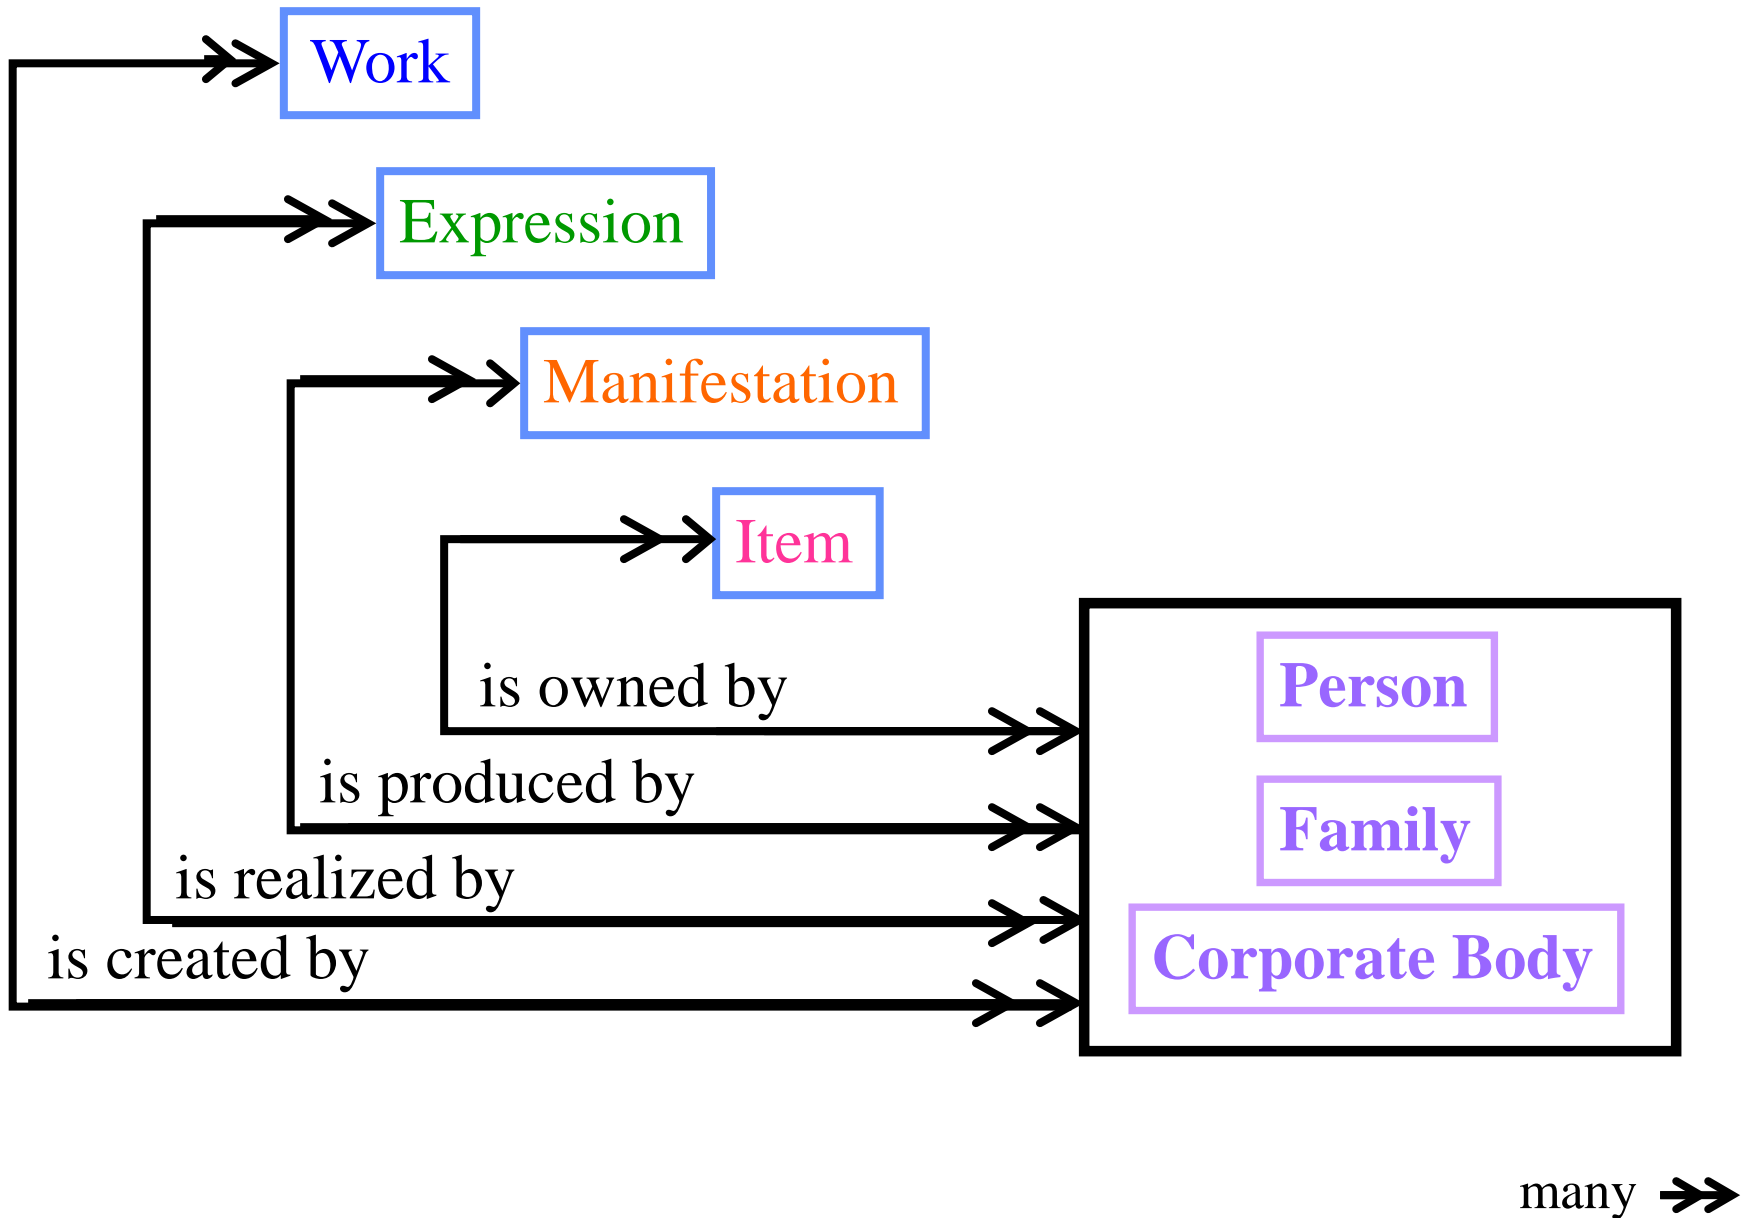 Work
Expression
Manifestation
Item
is owned by
Person
is produced by
Family
is realized by
is created by
Corporate Body
many